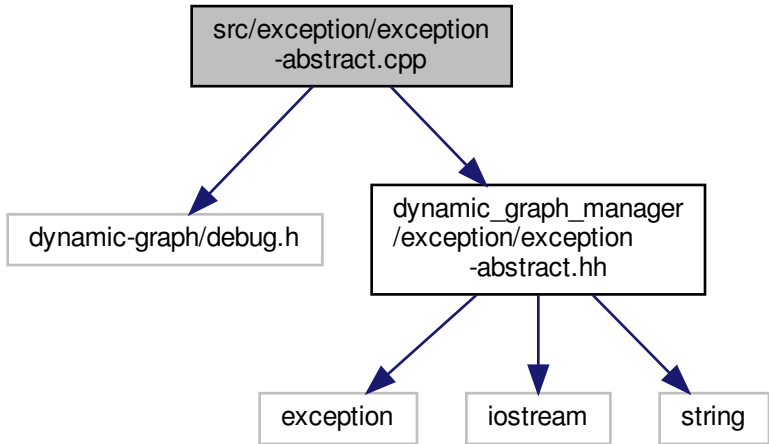 src/exception/exception
-abstract.cpp
dynamic-graph/debug.h
dynamic_graph_manager
/exception/exception
-abstract.hh
exception
iostream
string